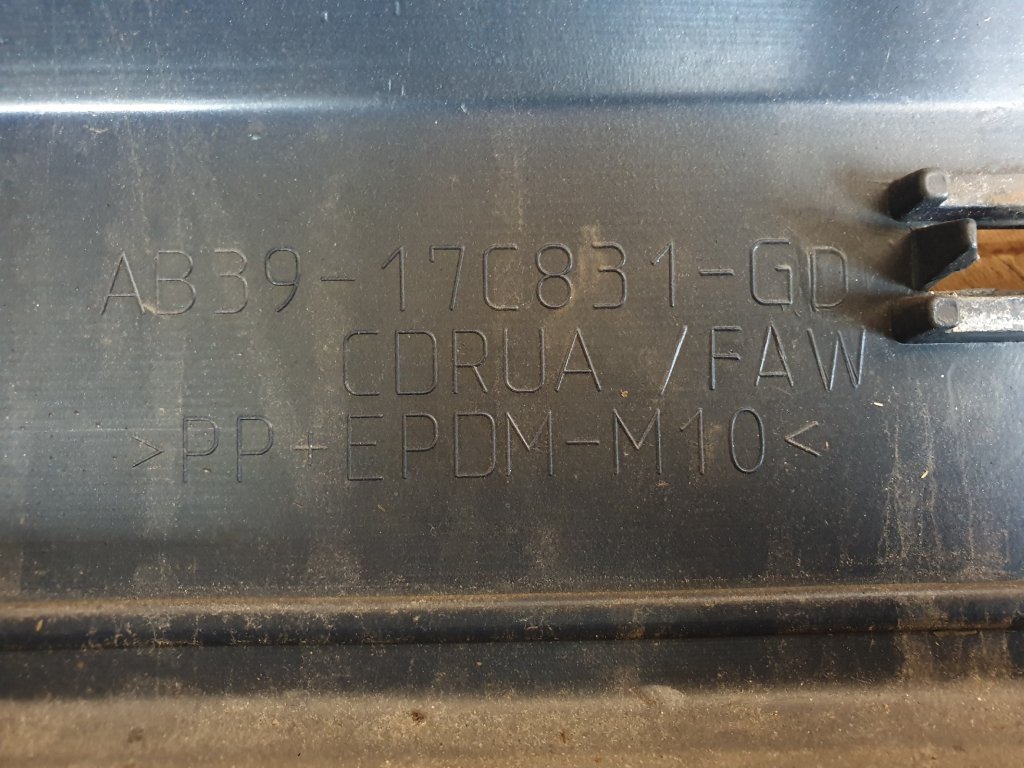 AB39-17C831-GD
CDRUA /FAW
>PP+EPDM-M10<